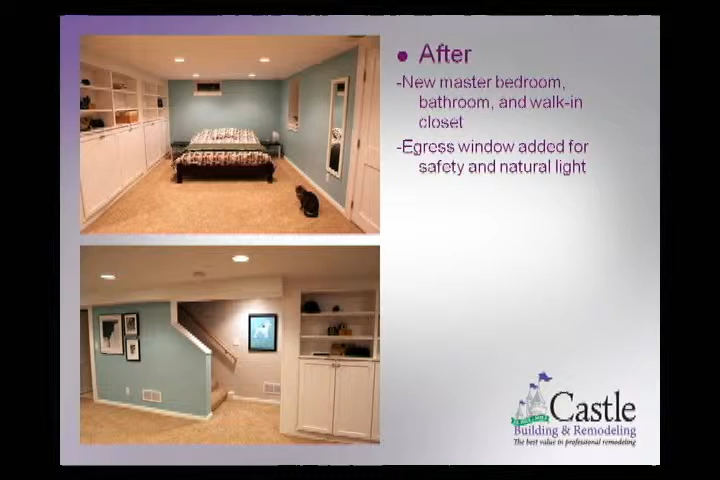 • After
-New master bedroom,
bathroom, and walk-in
closet
-Egress window added for
safety and natural light
Castle
Building & Remodeling
The best value in professional remodeling